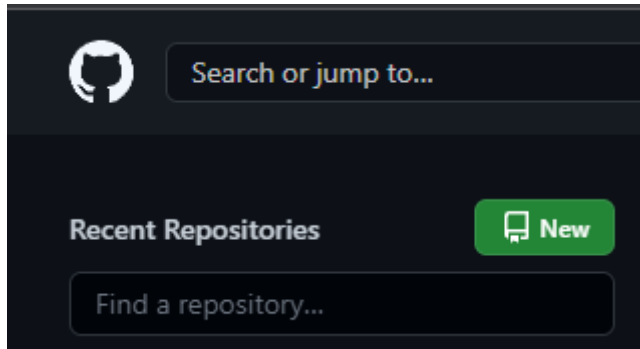 Search or jump to...
Recent Repositories
New
Find a repository...